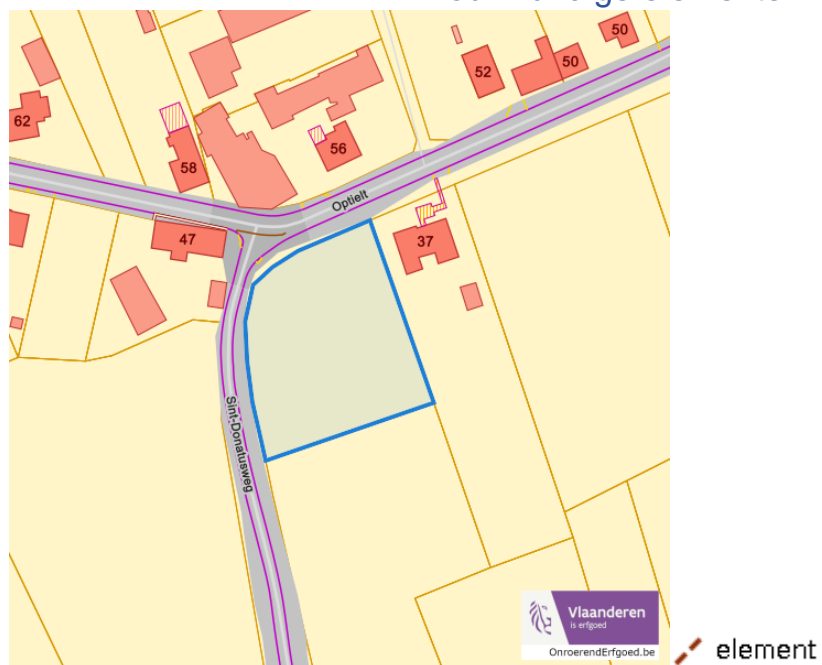 50
52
50
62
56
58
Optielt
47
37
Sint-Donatusweg
Vlaanderen
is erfgoed
OnroerendErfgoed.be
element